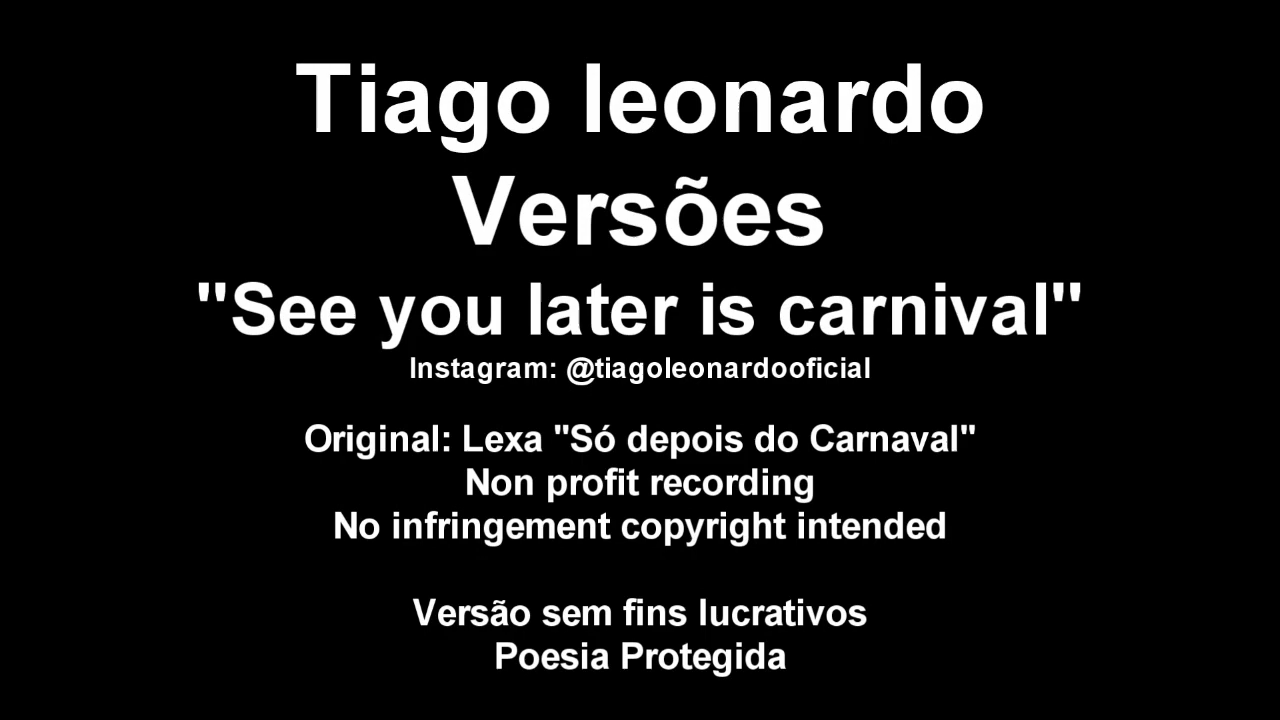 Tiago leonardo
Versões
"See you later is carnival"
Instagram: @tiagoleonardooficial
Original: Lexa "Só depois do Carnaval"
Non profit recording
No infringement copyright intended
Versão sem fins lucrativos
Poesia Protegida